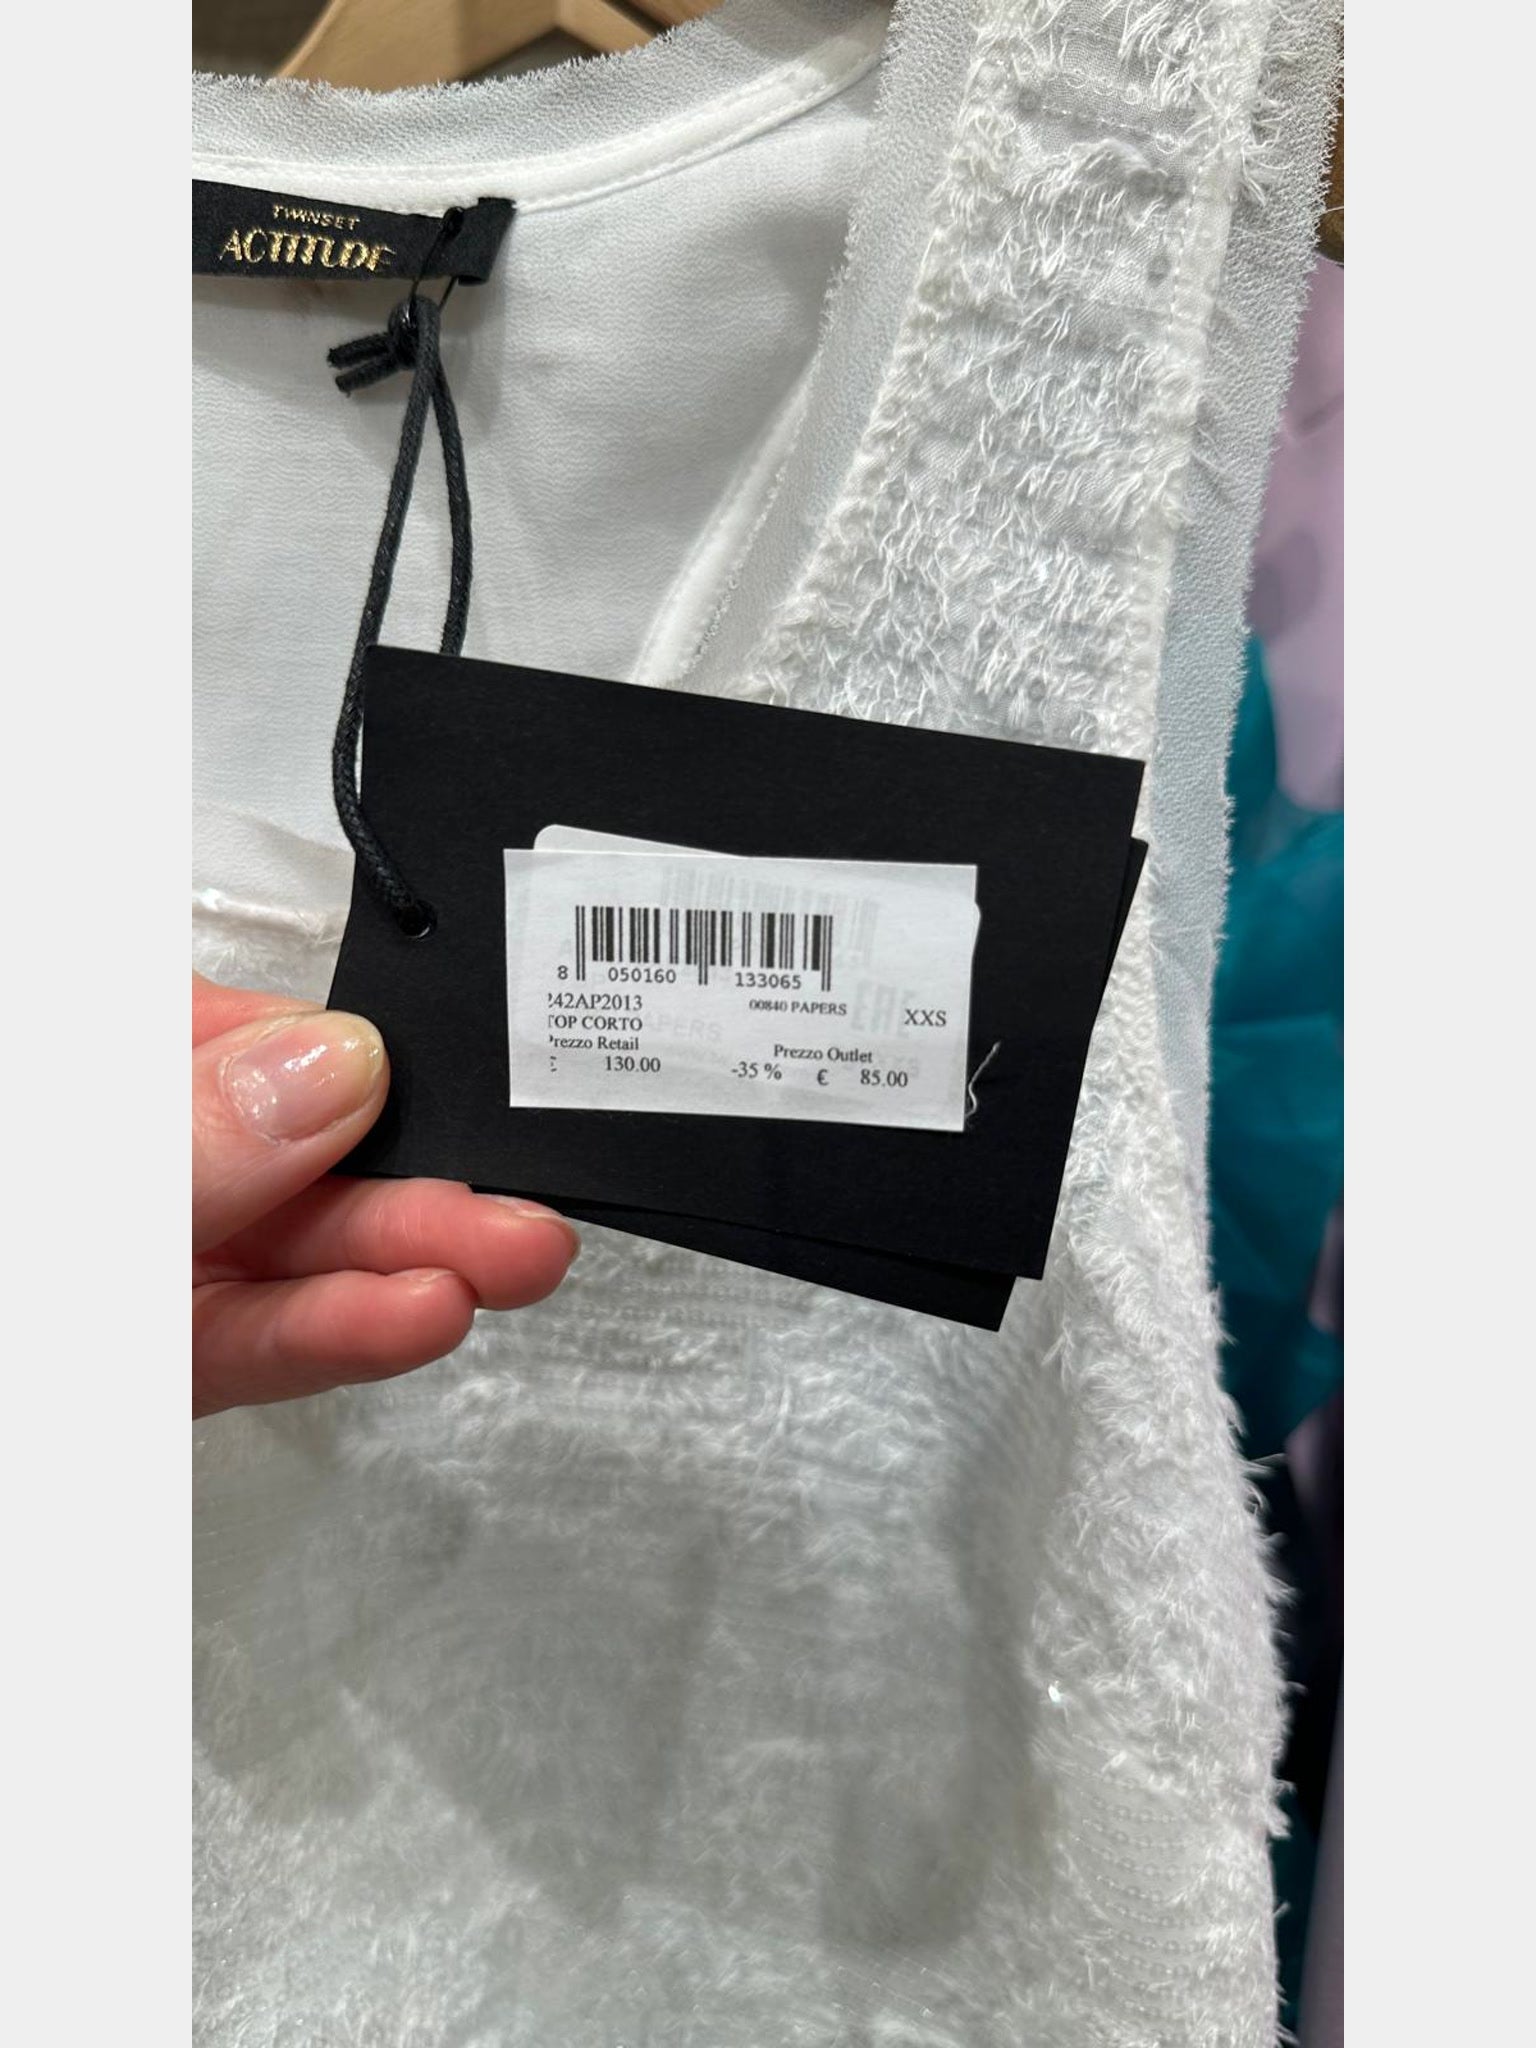 TWINSET
ACTITUDE
8 050160 133065
242AP2013 00840 PAPERS XXS
TOP CORTO
Prezzo Retail Prezzo Outlet
130.00 -35 % € 85.00